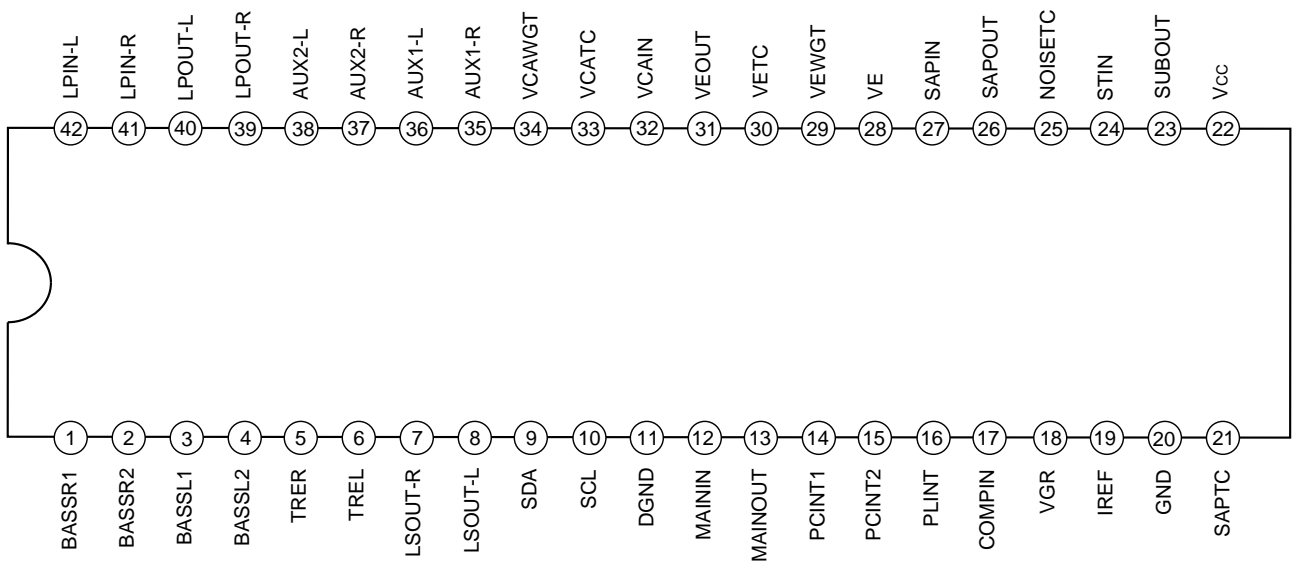 LPIN-L
LPIN-R
LPOUT-L
LPOUT-R
AUX2-L
AUX2-R
AUX1-L
AUX1-R
VCAWGT
VCATC
VCAIN
VEOUT
VETC
VEWGT
VE
SAPIN
SAPOUT
NOISETC
STIN
SUBOUT
Vcc
42
41
40
39
38
37
36
35
34
33
32
31
30
29
28
27
26
25
24
23
22
1
2
3
4
5
6
7
8
9
10
11
12
13
14
15
16
17
18
19
20
21
BASSR1
BASSR2
BASSL1
BASSL2
TRER
TREL
LSOUT-R
LSOUT-L
SDA
SCL
DGND
MAININ
MAINOUT
PCINT1
PCINT2
PLINT
COMPIN
VGR
IREF
GND
SAPTC